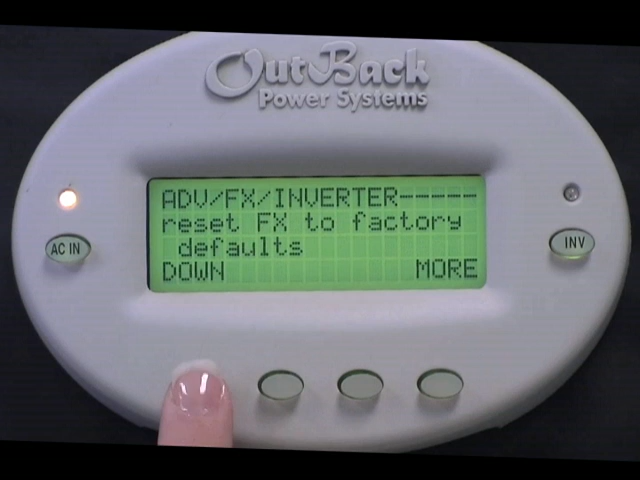 OutBack
Power Systems
ADV/FX/INVERTER-----
reset FX to factory
defaults
DOWN MORE
AC IN
INV